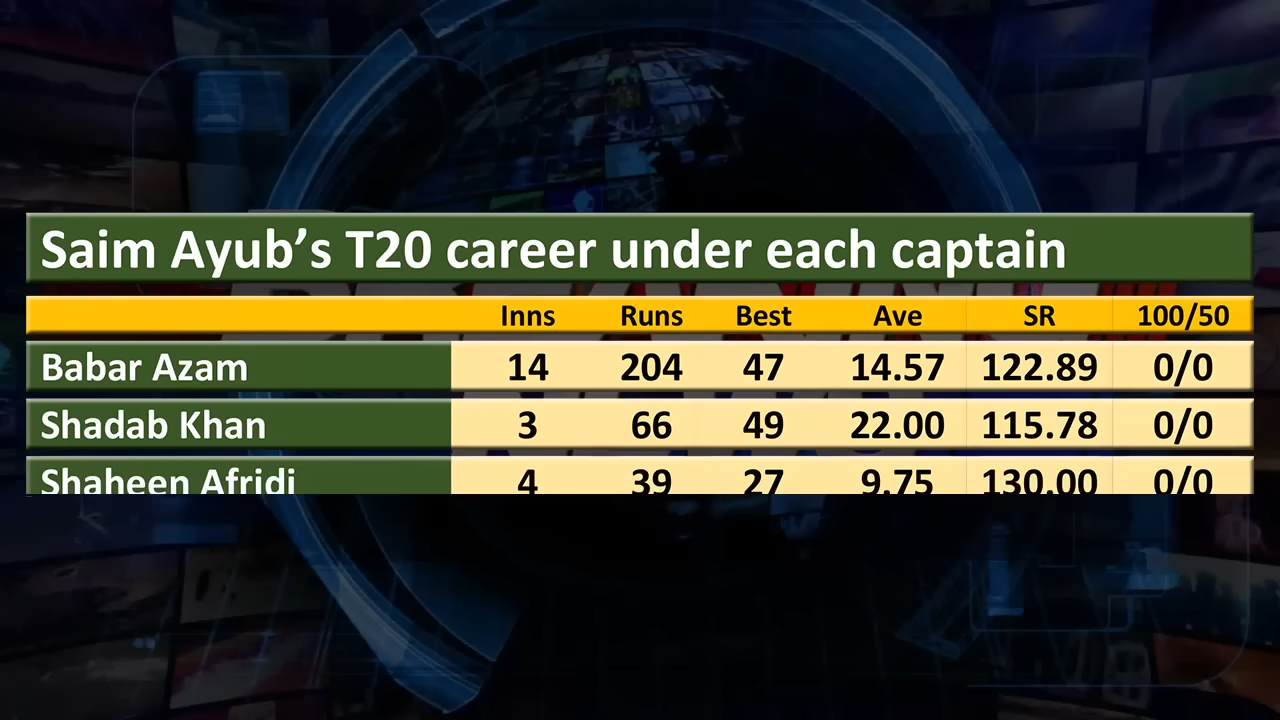 Saim Ayub’s T20 career under each captain
Inns Runs Best Ave SR 100/50
Babar Azam 14 204 47 14.57 122.89 0/0
Shadab Khan 3 66 49 22.00 115.78 0/0
Shaheen Afridi 4 39 27 9.75 130.00 0/0